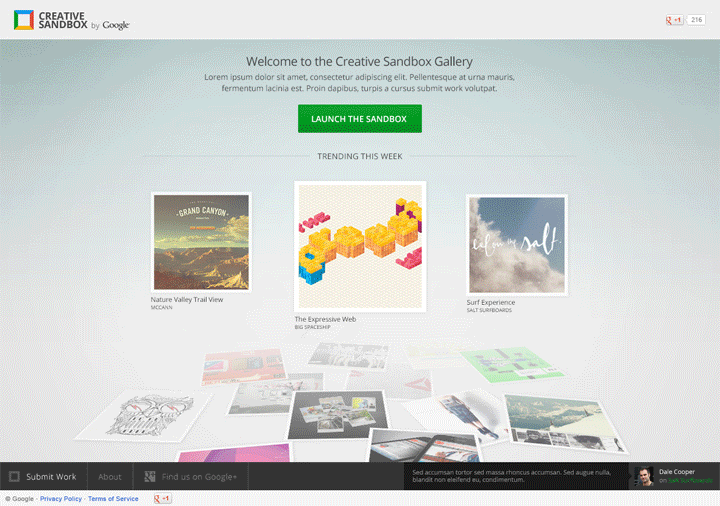 CREATIVE
SANDBOX by Google
+1 216
Welcome to the Creative Sandbox Gallery
Lorem ipsum dolor sit amet, consectetur adipiscing elit. Pellentesque at urna mauris,
fermentum lacinia est. Proin dapibus, turpis a cursus submit work volutpat.
LAUNCH THE SANDBOX
TRENDING THIS WEEK
GRAND CANYON
salt.
Nature Valley Trail View
MCCANN
The Expressive Web
BIG SPACESHIP
Surf Experience
SALT SURFBOARDS
Submit Work
About
Find us on Google+
Sed accumsan tortor sed massa rhoncus accumsan. Sed augue nulla,
blandit non eleifend eu, condimentum.
Dale Cooper
on Salt Surfboards
© Google - Privacy Policy - Terms of Service
+1